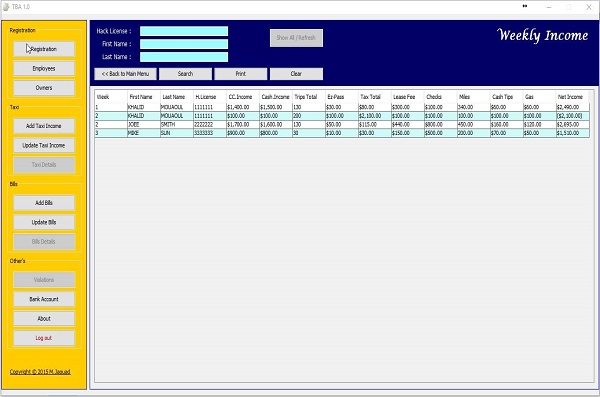 TBA 1.0
Registration
Registration
Employees
Owners
Taxi
Add Taxi Income
Update Taxi Income
Taxi Details
Bills
Add Bills
Update Bills
Bills Details
Other's
Violations
Bank Account
About
Log out
Copyright © 2015 M.Jaouad
Hack License :
First Name :
Last Name :
Show All / Refresh
Weekly Income
<< Back to Main Menu Search Print Clear
Week First Name Last Name H.License CC.Income Cash.Income Trips Total Ez-Pass Tax Total Lease Fee Checks Miles Cash Tips Gas Net Income
1 KHALID MOUAOUL 1111111 $1,400.00 $1,500.00 130 $30.00 $80.00 $300.00 $100.00 340.00 $60.00 $60.00 $2,490.00
2 KHALID MOUAOUL 1111111 $100.00 $100.00 200 $100.00 $2,100.00 $100.00 $100.00 100.00 $100.00 $100.00 ($2,100.00)
2 JOEE SMITH 2222222 $1,700.00 $1,600.00 130 $50.00 $115.00 $440.00 $800.00 450.00 $160.00 $120.00 $2,695.00
3 MIKE SUN 3333333 $900.00 $800.00 30 $10.00 $30.00 $150.00 $500.00 200.00 $70.00 $50.00 $1,510.00